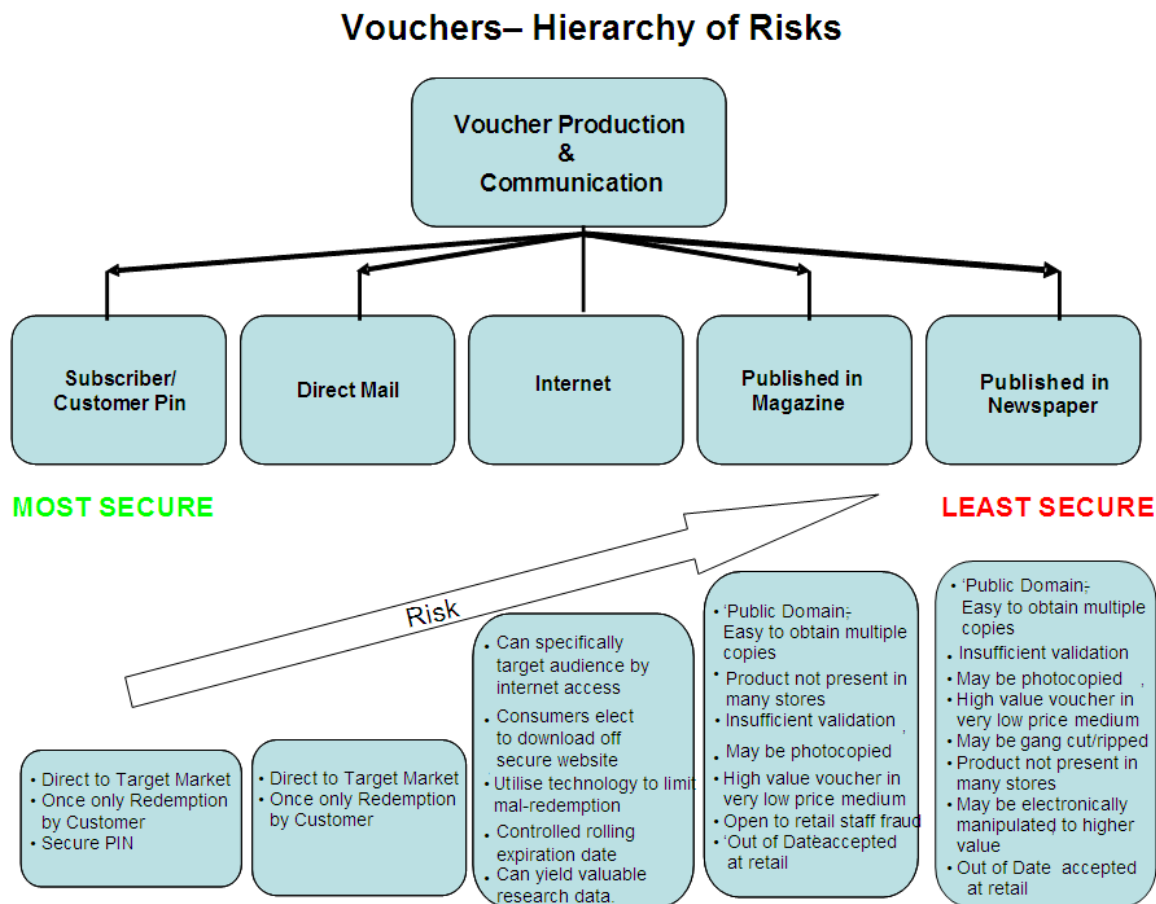 Vouchers– Hierarchy of Risks
Voucher Production
&
Communication
Subscriber/
Customer Pin
Direct Mail
Internet
Published in
Magazine
Published in
Newspaper
MOST SECURE
LEAST SECURE
Risk
• Direct to Target Market
• Once only Redemption
by Customer
• Secure PIN
• Direct to Target Market
• Once only Redemption
by Customer
• Can specifically
target audience by
internet access
• Consumers elect
to download off
secure website
• Utilise technology to limit
mal-redemption
• Controlled rolling
expiration date
• Can yield valuable
research data.
• 'Public Domain;
Easy to obtain multiple
copies
• Product not present in
many stores
• Insufficient validation ,
• May be photocopied
• High value voucher in
very low price medium
• Open to retail staff fraud
• 'Out of Date' accepted
at retail
• 'Public Domain;
Easy to obtain multiple
copies
• Insufficient validation
• May be photocopied ,
• High value voucher in
very low price medium
• May be gang cut/ripped
• Product not present in
many stores
• May be electronically
manipulated to higher
value
• Out of Date accepted
at retail